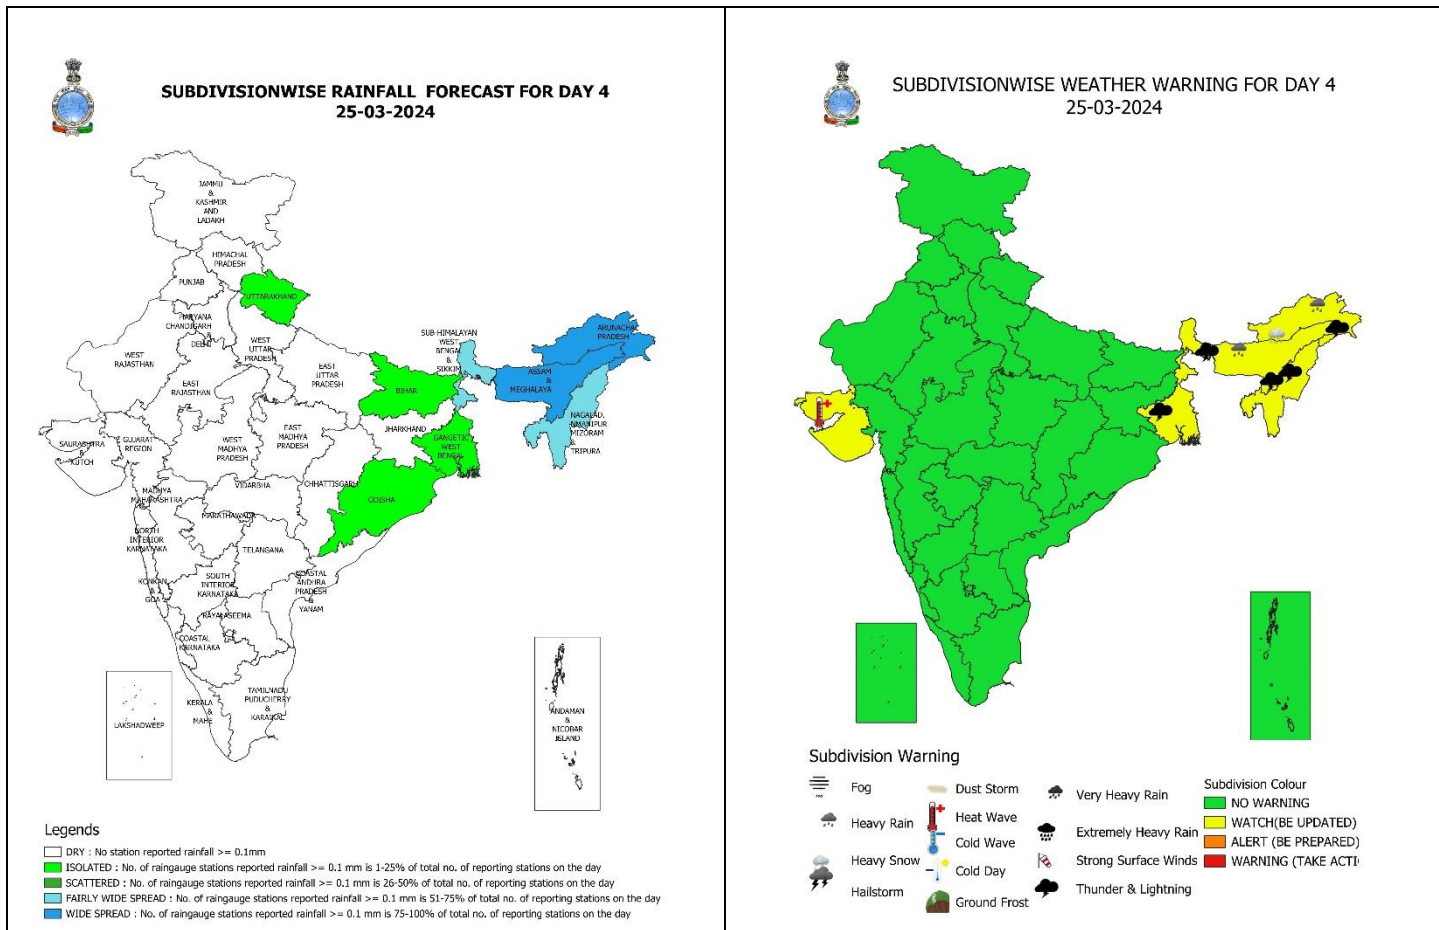 SUBDIVISIONWISE RAINFALL FORECAST FOR DAY 4
25-03-2024
JAMMU
&
KASHMIR
AND
LADAKH
HIMACHAL
PRADESH
PUNJAB
UTTARAKHAND
HARYANA
CHANDIGARH
&
DELHI
WEST
UTTAR
PRADESH
WEST
RAJASTHAN
EAST
UTTAR
PRADESH
EAST
RAJASTHAN
SUB-HIMALAYAN
WEST
BENGAL
&
SIKKIM
ARUNACHAL
PRADESH
ASSAM
&
MEGHALAYA
BIHAR
NAGALAD,
MANIPUR
MIZORAM
&
TRIPURA
JHARKHAND
GANGETIC
WEST
BENGAL
SAURASHTRA
&
KUTCH
GUJARAT
REGION
WEST
MADHYA
PRADESH
EAST
MADHYA
PRADESH
CHHATTISGARH
VIDARBHA
ODISHA
MADHYA
MAHARASHTRA
MARATHAWADA
NORTH
INTERIOR
KARNATAKA
TELANGANA
KONKAN
&
GOA
SOUTH
INTERIOR
KARNATAKA
COASTAL
ANDHRA
PRADESH
&
YANAM
RAYALASEEMA
COASTAL
KARNATAKA
TAMILNADU
PUDUCHERRY
&
KARAIKAL
KERALA
&
MAHE
LAKSHADWEEP
ANDAMAN
&
NICOBAR
ISLAND
Legends
DRY : No station reported rainfall >= 0.1mm
ISOLATED : No. of raingauge stations reported rainfall >= 0.1 mm is 1-25% of total no. of reporting stations on the day
SCATTERED : No. of raingauge stations reported rainfall >= 0.1 mm is 26-50% of total no. of reporting stations on the day
FAIRLY WIDE SPREAD : No. of raingauge stations reported rainfall >= 0.1 mm is 51-75% of total no. of reporting stations on the day
WIDE SPREAD : No. of raingauge stations reported rainfall >= 0.1 mm is 75-100% of total no. of reporting stations on the day
SUBDIVISIONWISE WEATHER WARNING FOR DAY 4
25-03-2024
Subdivision Warning
Fog
Heavy Rain
Heavy Snow
Hailstorm
Dust Storm
Heat Wave
Cold Wave
Cold Day
Ground Frost
Very Heavy Rain
Extremely Heavy Rain
Strong Surface Winds
Thunder & Lightning
Subdivision Colour
NO WARNING
WATCH(BE UPDATED)
ALERT (BE PREPARED)
WARNING (TAKE ACTI